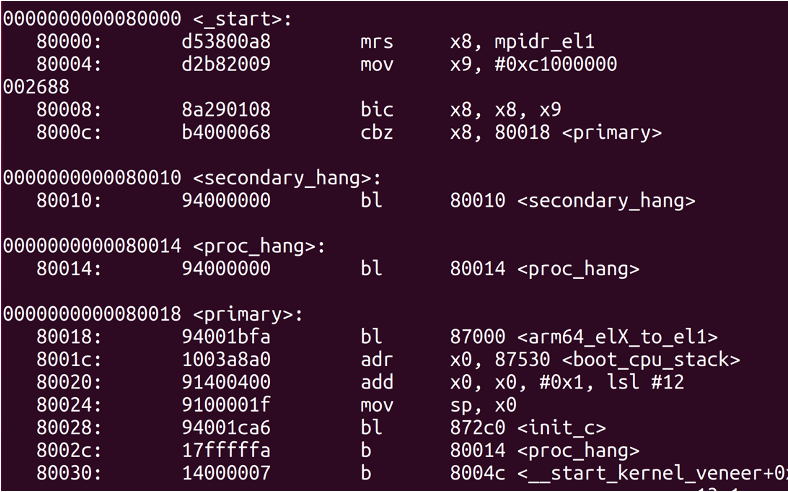 0000000000080000 <_start>:
80000: d53800a8 mrs x8, mpidr_el1
80004: d2b82009 mov x9, #0xc1000000
002688
80008: 8a290108 bic x8, x8, x9
8000c: b4000068 cbz x8, 80018 <primary>
0000000000080010 <secondary_hang>:
80010: 94000000 bl 80010 <secondary_hang>
0000000000080014 <proc_hang>:
80014: 94000000 bl 80014 <proc_hang>
0000000000080018 <primary>:
80018: 94001bfa bl 87000 <arm64_elX_to_el1>
8001c: 1003a8a0 adr x0, 87530 <boot_cpu_stack>
80020: 91400400 add x0, x0, #0x1, lsl #12
80024: 9100001f mov sp, x0
80028: 94001ca6 bl 872c0 <init_c>
8002c: 17fffffa b 80014 <proc_hang>
80030: 14000007 b 8004c <__start_kernel_veneer+0x